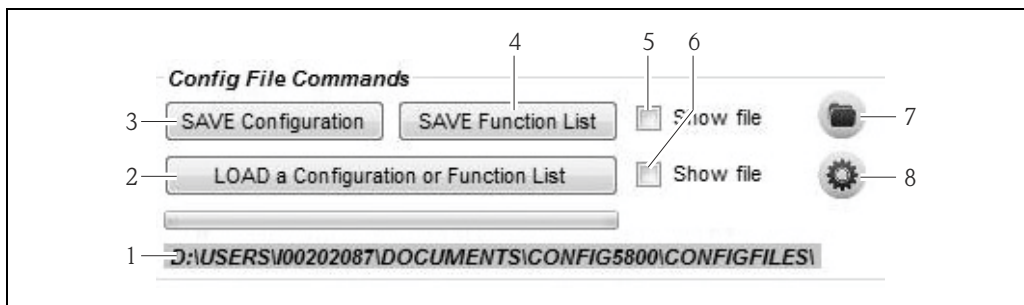 4 5 6
Config File Commands
3 SAVE Configuration SAVE Function List Show file 7
2 LOAD a Configuration or Function List Show file 8
1 D:\USERS\I00202087\DOCUMENTS\CONFIG5800\CONFIGFILES\